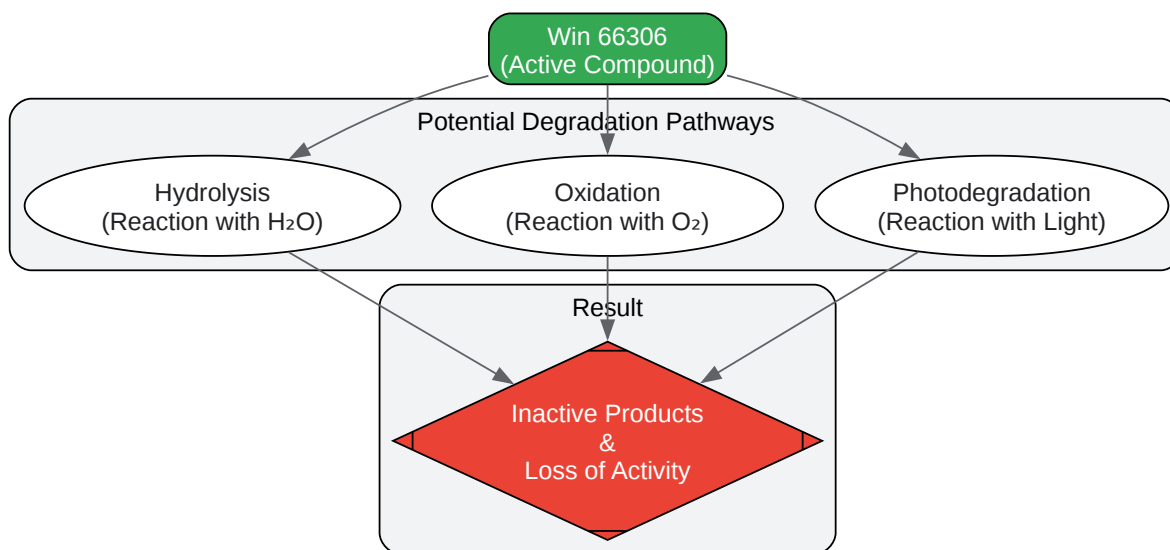 Win 66306
(Active Compound)
Potential Degradation Pathways
Hydrolysis
(Reaction with H₂O)
Oxidation
(Reaction with O₂)
Photodegradation
(Reaction with Light)
Result
Inactive Products
&
Loss of Activity